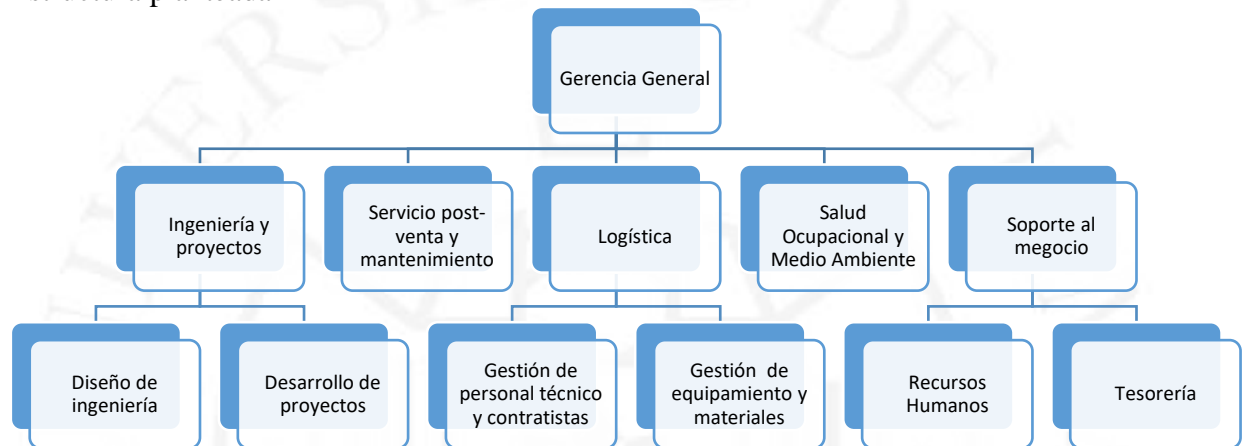 Gerencia General
Ingeniería y
proyectos
Servicio post-
venta y
mantenimiento
Logística
Salud
Ocupacional y
Medio Ambiente
Soporte al
megocio
Diseño de
ingeniería
Desarrollo de
proyectos
Gestión de
personal técnico
y contratistas
Gestión de
equipamiento y
materiales
Recursos
Humanos
Tesorería